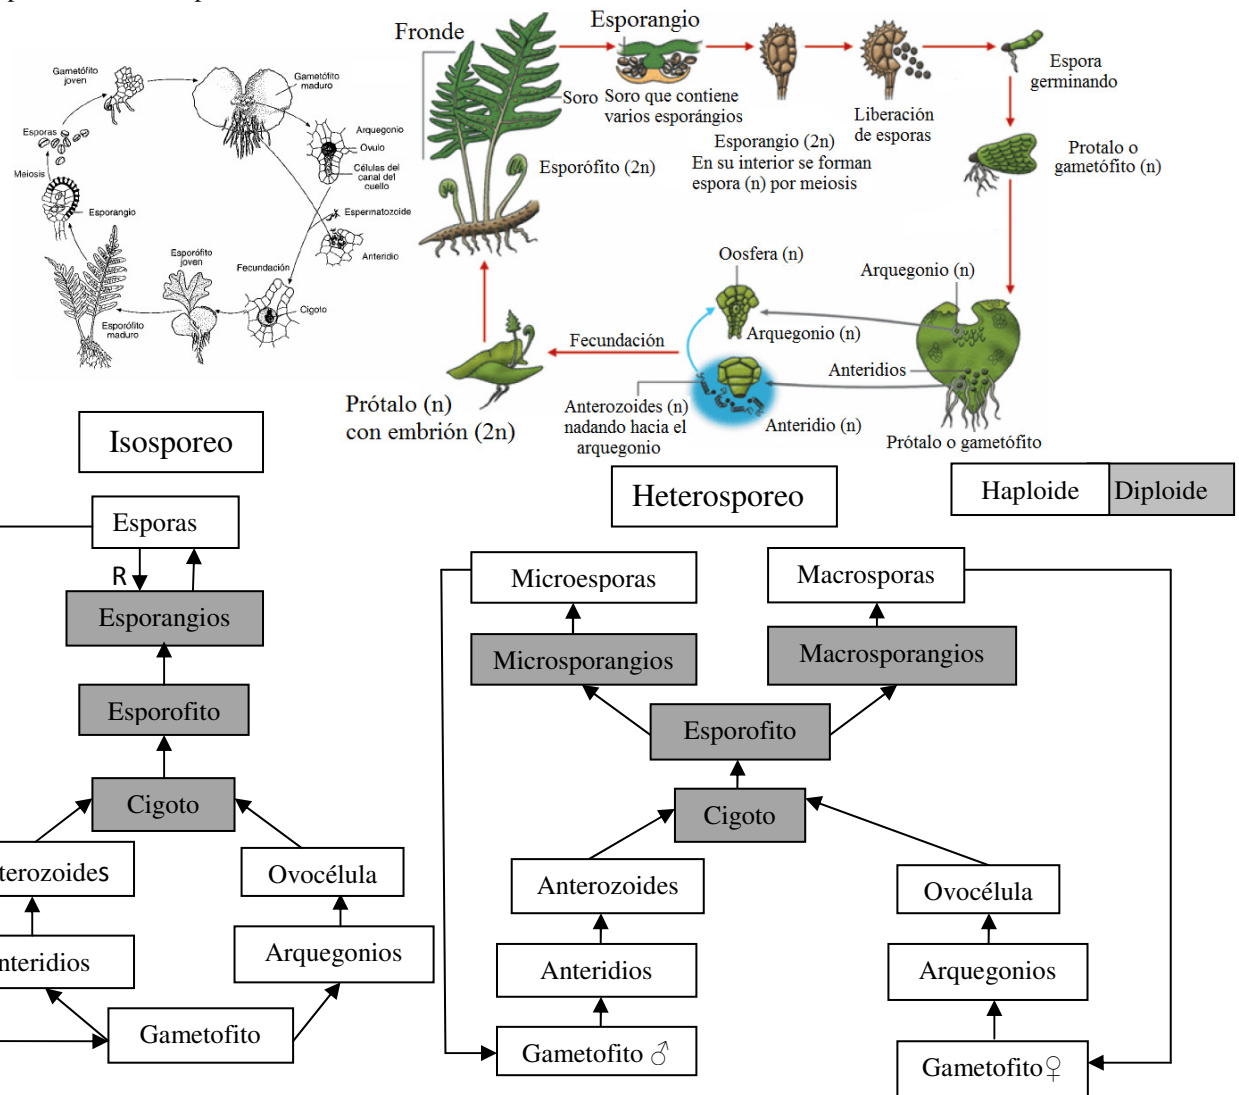 Gametófito
joven
Gametófito
maduro
Esporas
Arquegonio
Ovulo
Células del
canal del
cuello
Meiosis
Esporangio
Espermatozoide
Anteridio
Esporófito
joven
Fecundación
Cigoto
Esporófito
maduro
Fronde
Esporangio
Soro
Soro que contiene
varios esporángios
Esporangio (2n)
En su interior se forman
espora (n) por meiosis
Liberación
de esporas
Espora
germinando
Protalo o
gametófito (n)
Esporófito (2n)
Oosfera (n)
Arquegonio (n)
Arquegonio (n)
Fecundación
Anteridios
Prótalo (n)
con embrión (2n)
Anterozoides (n)
nadando hacia el
arquegonio
Anteridio (n)
Prótalo o gametófito
Isosporeo
Esporas
R
Esporangios
Esporofito
Cigoto
terozoides
Ovocélula
nteridios
Arquegonios
Gametofito
Heterosporeo
Haploide
Diploide
Microesporas
Macrosporas
Microsporangios
Macrosporangios
Esporofito
Cigoto
Anterozoides
Ovocélula
Anteridios
Arquegonios
Gametofito ♂
Gametofito♀